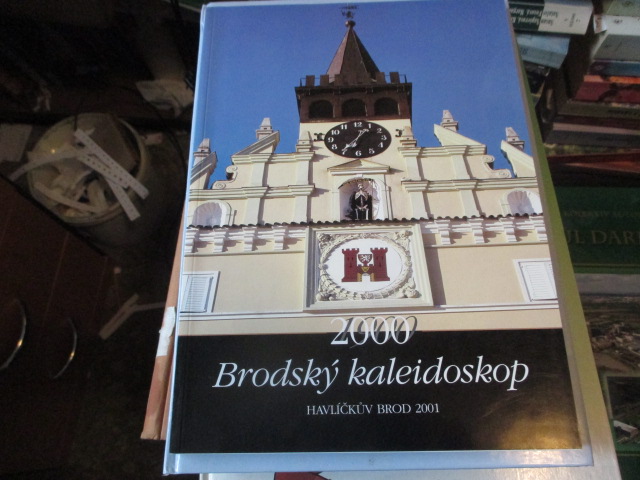 2000
Brodský kaleidoskop
HAVLÍČKŮV BROD 2001